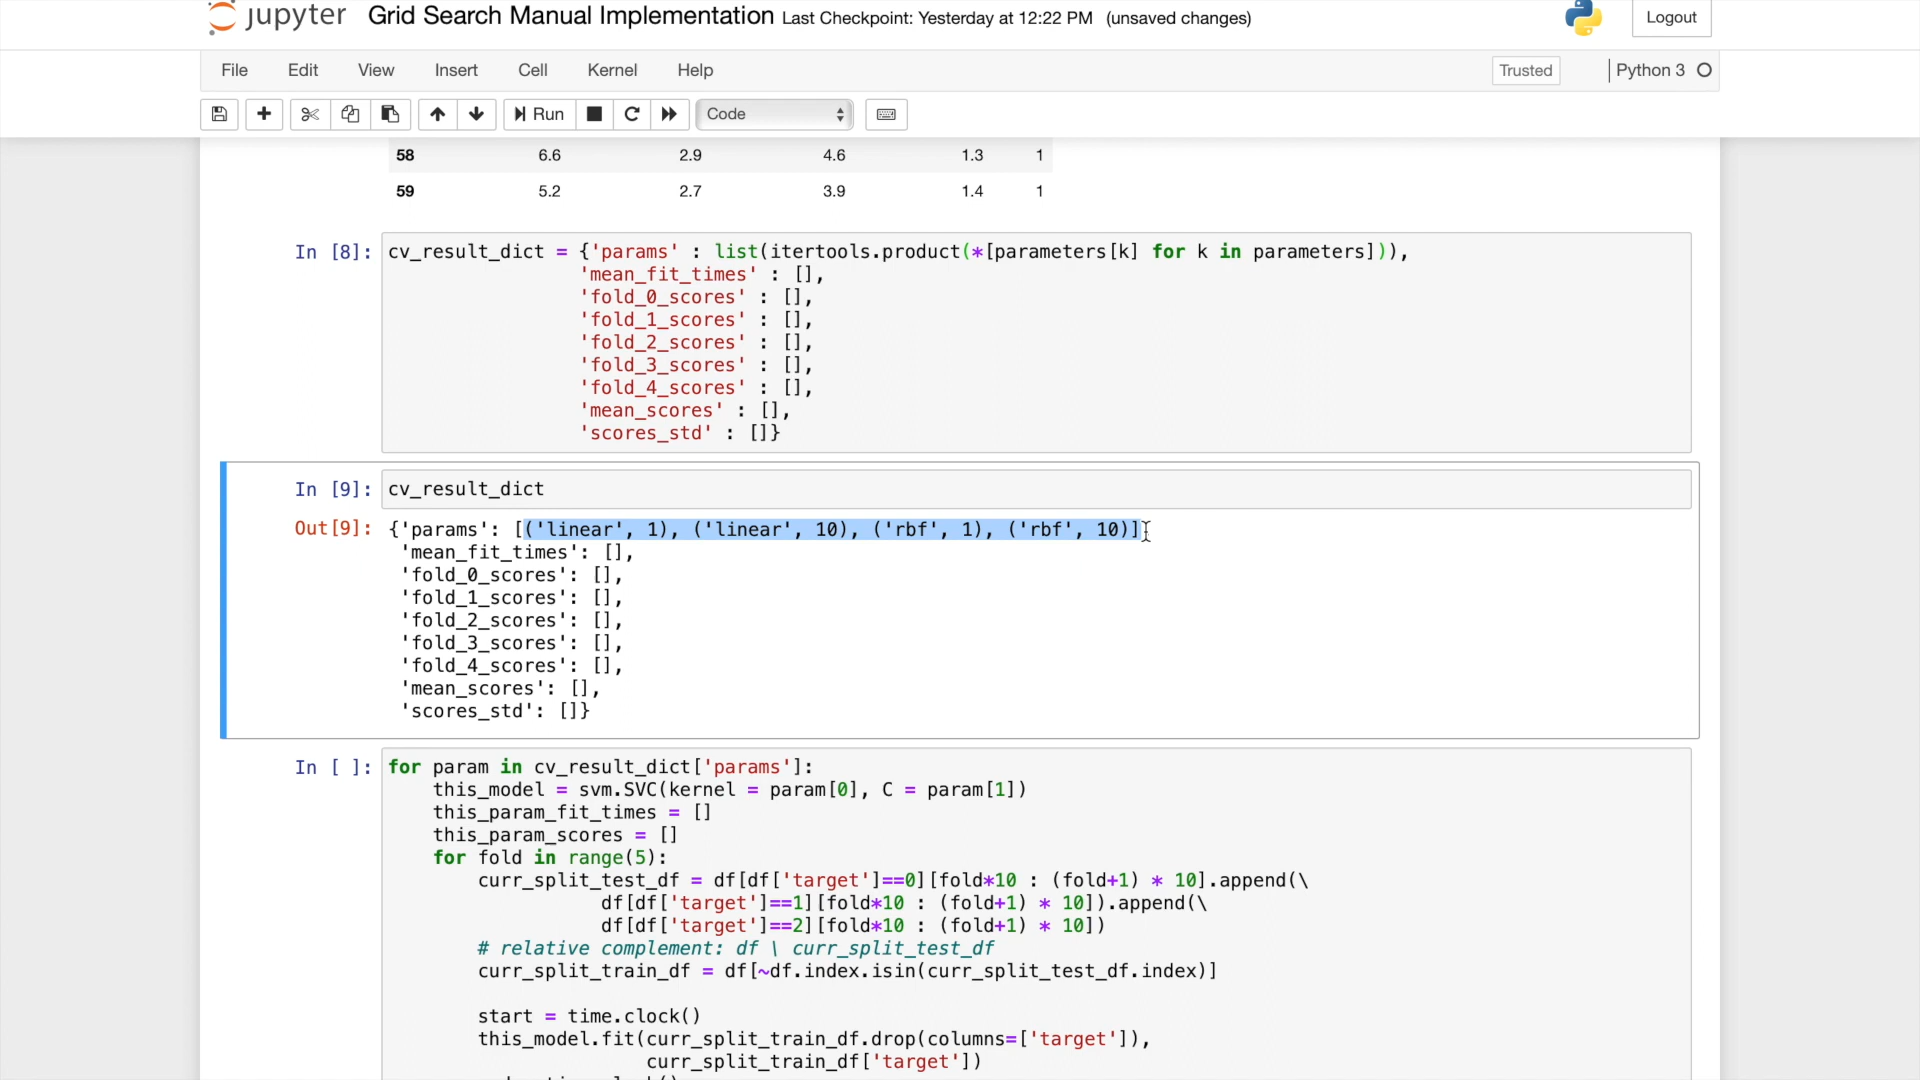 jupyter Grid Search Manual Implementation Last Checkpoint: Yesterday at 12:22 PM (unsaved changes) Logout
File Edit View Insert Cell Kernel Help Trusted Python 3
Run Code
58 6.6 2.9 4.6 1.3 1
59 5.2 2.7 3.9 1.4 1
In [8]: cv_result_dict = {'params' : list(itertools.product(*[parameters[k] for k in parameters])),
'mean_fit_times' : [],
'fold_0_scores' : [],
'fold_1_scores' : [],
'fold_2_scores' : [],
'fold_3_scores' : [],
'fold_4_scores' : [],
'mean_scores' : [],
'scores_std' : []}
In [9]: cv_result_dict
Out[9]: {'params': [('linear', 1), ('linear', 10), ('rbf', 1), ('rbf', 10)],
'mean_fit_times': [],
'fold_0_scores': [],
'fold_1_scores': [],
'fold_2_scores': [],
'fold_3_scores': [],
'fold_4_scores': [],
'mean_scores': [],
'scores_std': []}
In [ ]: for param in cv_result_dict['params']:
this_model = svm.SVC(kernel = param[0], C = param[1])
this_param_fit_times = []
this_param_scores = []
for fold in range(5):
curr_split_test_df = df[df['target']==0][fold*10 : (fold+1) * 10].append(\
df[df['target']==1][fold*10 : (fold+1) * 10]).append(\
df[df['target']==2][fold*10 : (fold+1) * 10])
# relative complement: df \ curr_split_test_df
curr_split_train_df = df[~df.index.isin(curr_split_test_df.index)]
start = time.clock()
this_model.fit(curr_split_train_df.drop(columns=['target']),
curr_split_train_df['target'])